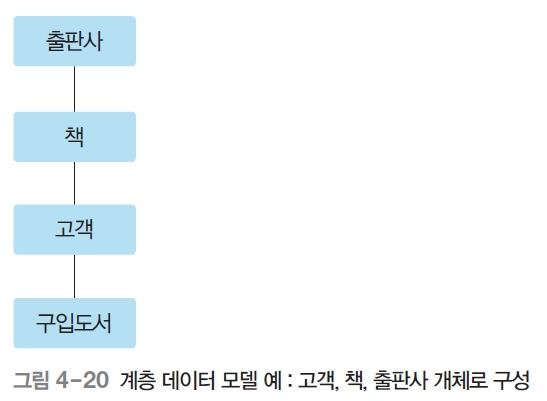 출판사
책
고객
구입도서
그림 4-20 계층 데이터 모델 예 : 고객, 책, 출판사 개체로 구성